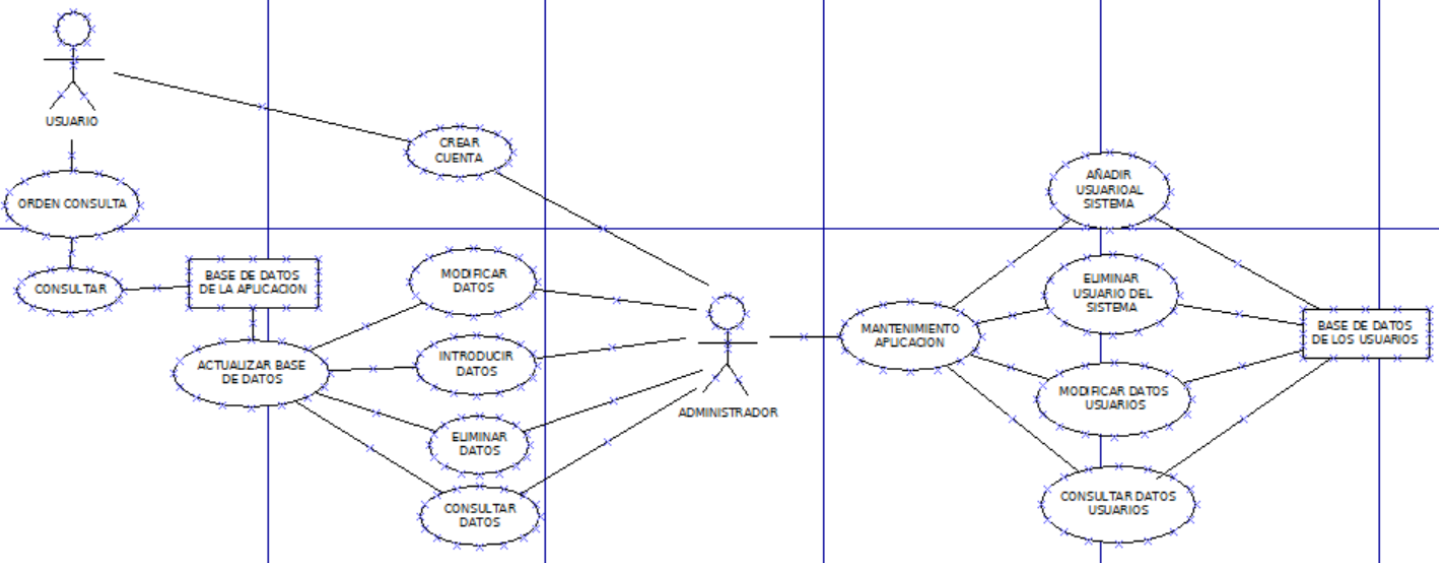 USUARIO
CREAR
CUENTA
ORDEN CONSULTA
CONSULTAR
BASE DE DATOS
DE LA APLICACION
ACTUALIZAR BASE
DE DATOS
MODIFICAR
DATOS
INTRODUCIR
DATOS
ELIMINAR
DATOS
CONSULTAR
DATOS
ADMINISTRADOR
MANTENIMIENTO
APLICACION
AÑADIR
USUARIOAL
SISTEMA
ELIMINAR
USUARIO DEL
SISTEMA
MODIFICAR DATOS
USUARIOS
CONSULTAR DATOS
USUARIOS
BASE DE DATOS
DE LOS USUARIOS